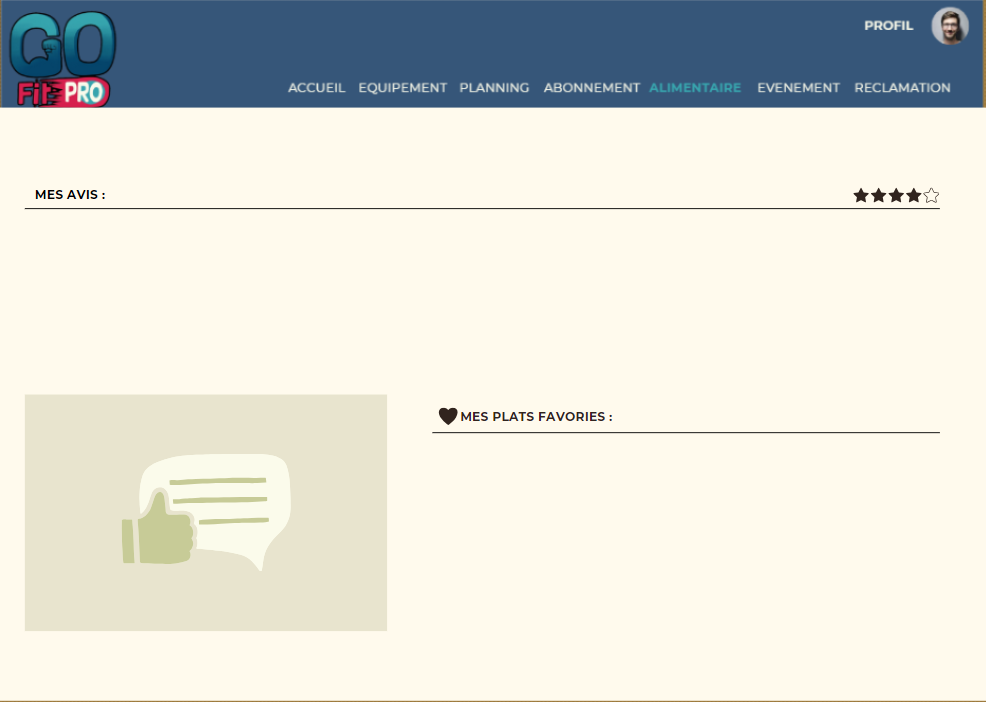 GO
FIT PRO
PROFIL
ACCUEIL EQUIPEMENT PLANNING ABONNEMENT ALIMENTAIRE EVENEMENT RECLAMATION
MES AVIS :
MES PLATS FAVORIES :